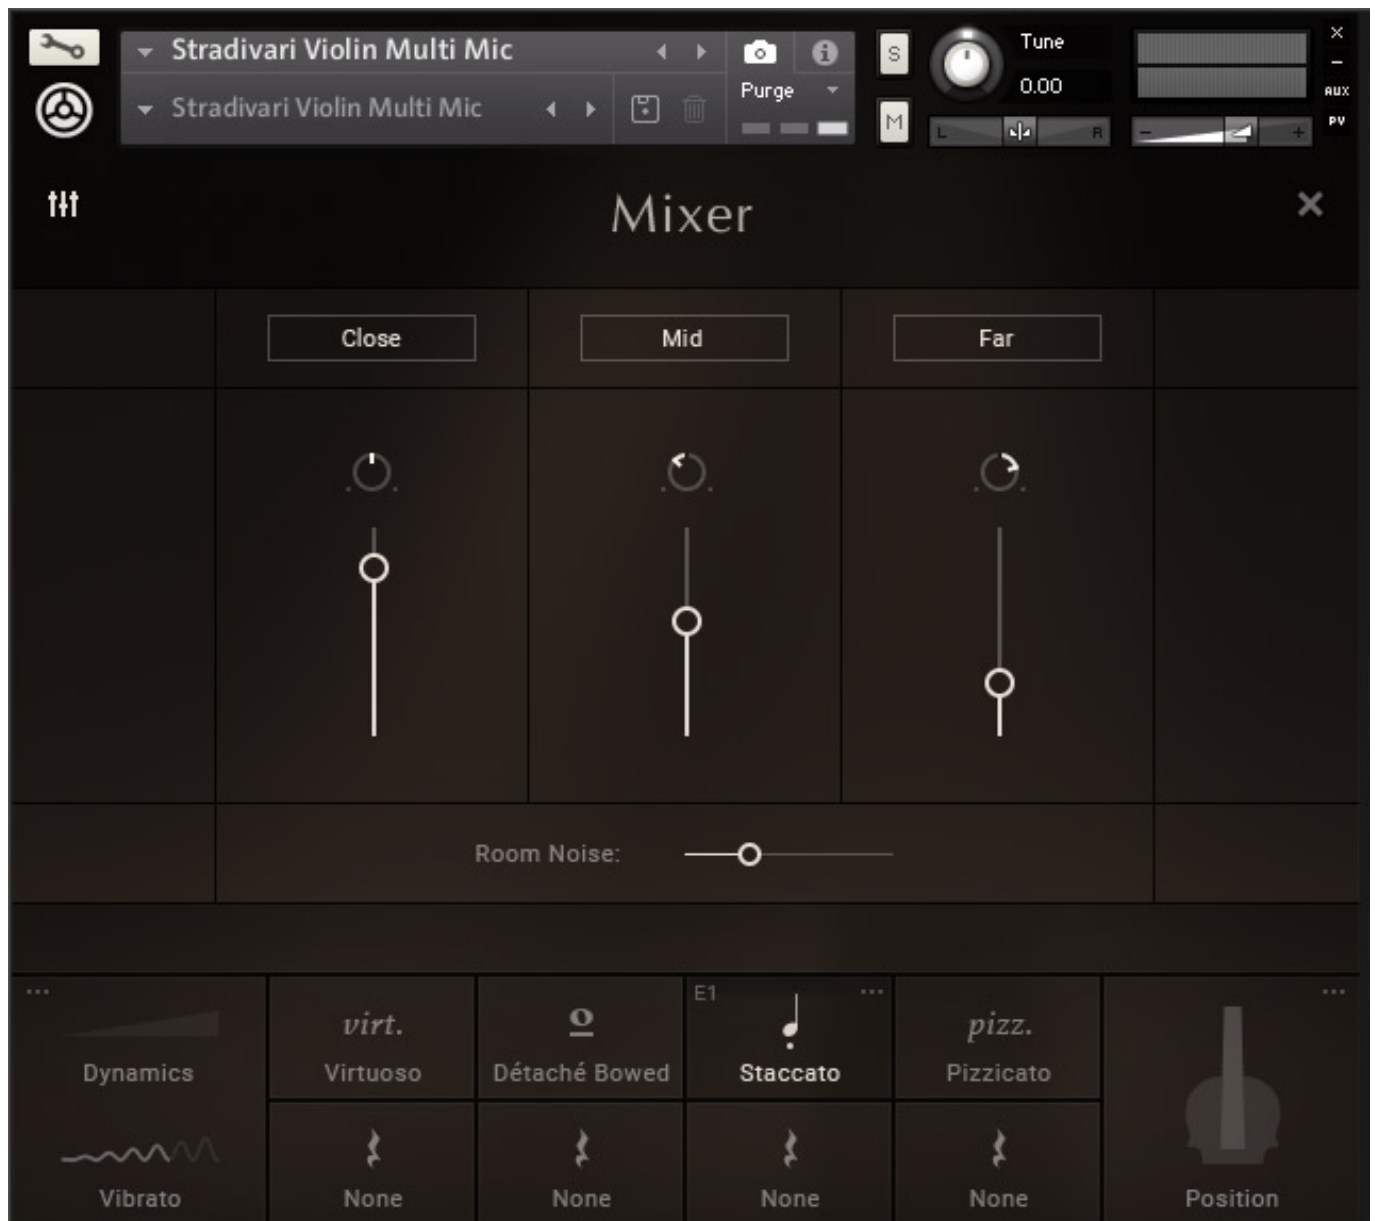 Stradivari Violin Multi Mic
Stradivari Violin Multi Mic
Purge
S
M
Tune
0.00
L
R
-
+
×
-
AUX
PV
Mixer
×
Close
Mid
Far
Room Noise:
Dynamics
Vibrato
virt.
Virtuoso
Détaché Bowed
E1
Staccato
pizz.
Pizzicato
None
None
None
None
Position